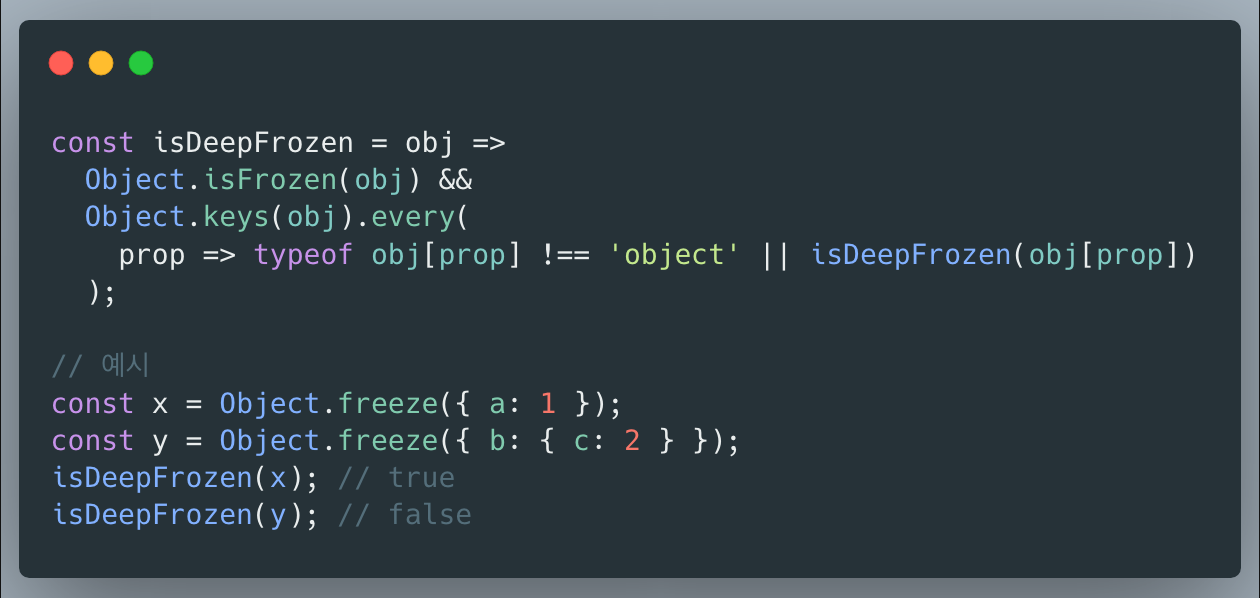 const isDeepFrozen = obj =>
  Object.isFrozen(obj) &&
  Object.keys(obj).every(
    prop => typeof obj[prop] !== 'object' || isDeepFrozen(obj[prop])
  );

// 예시
const x = Object.freeze({ a: 1 });
const y = Object.freeze({ b: { c: 2 } });
isDeepFrozen(x); // true
isDeepFrozen(y); // false